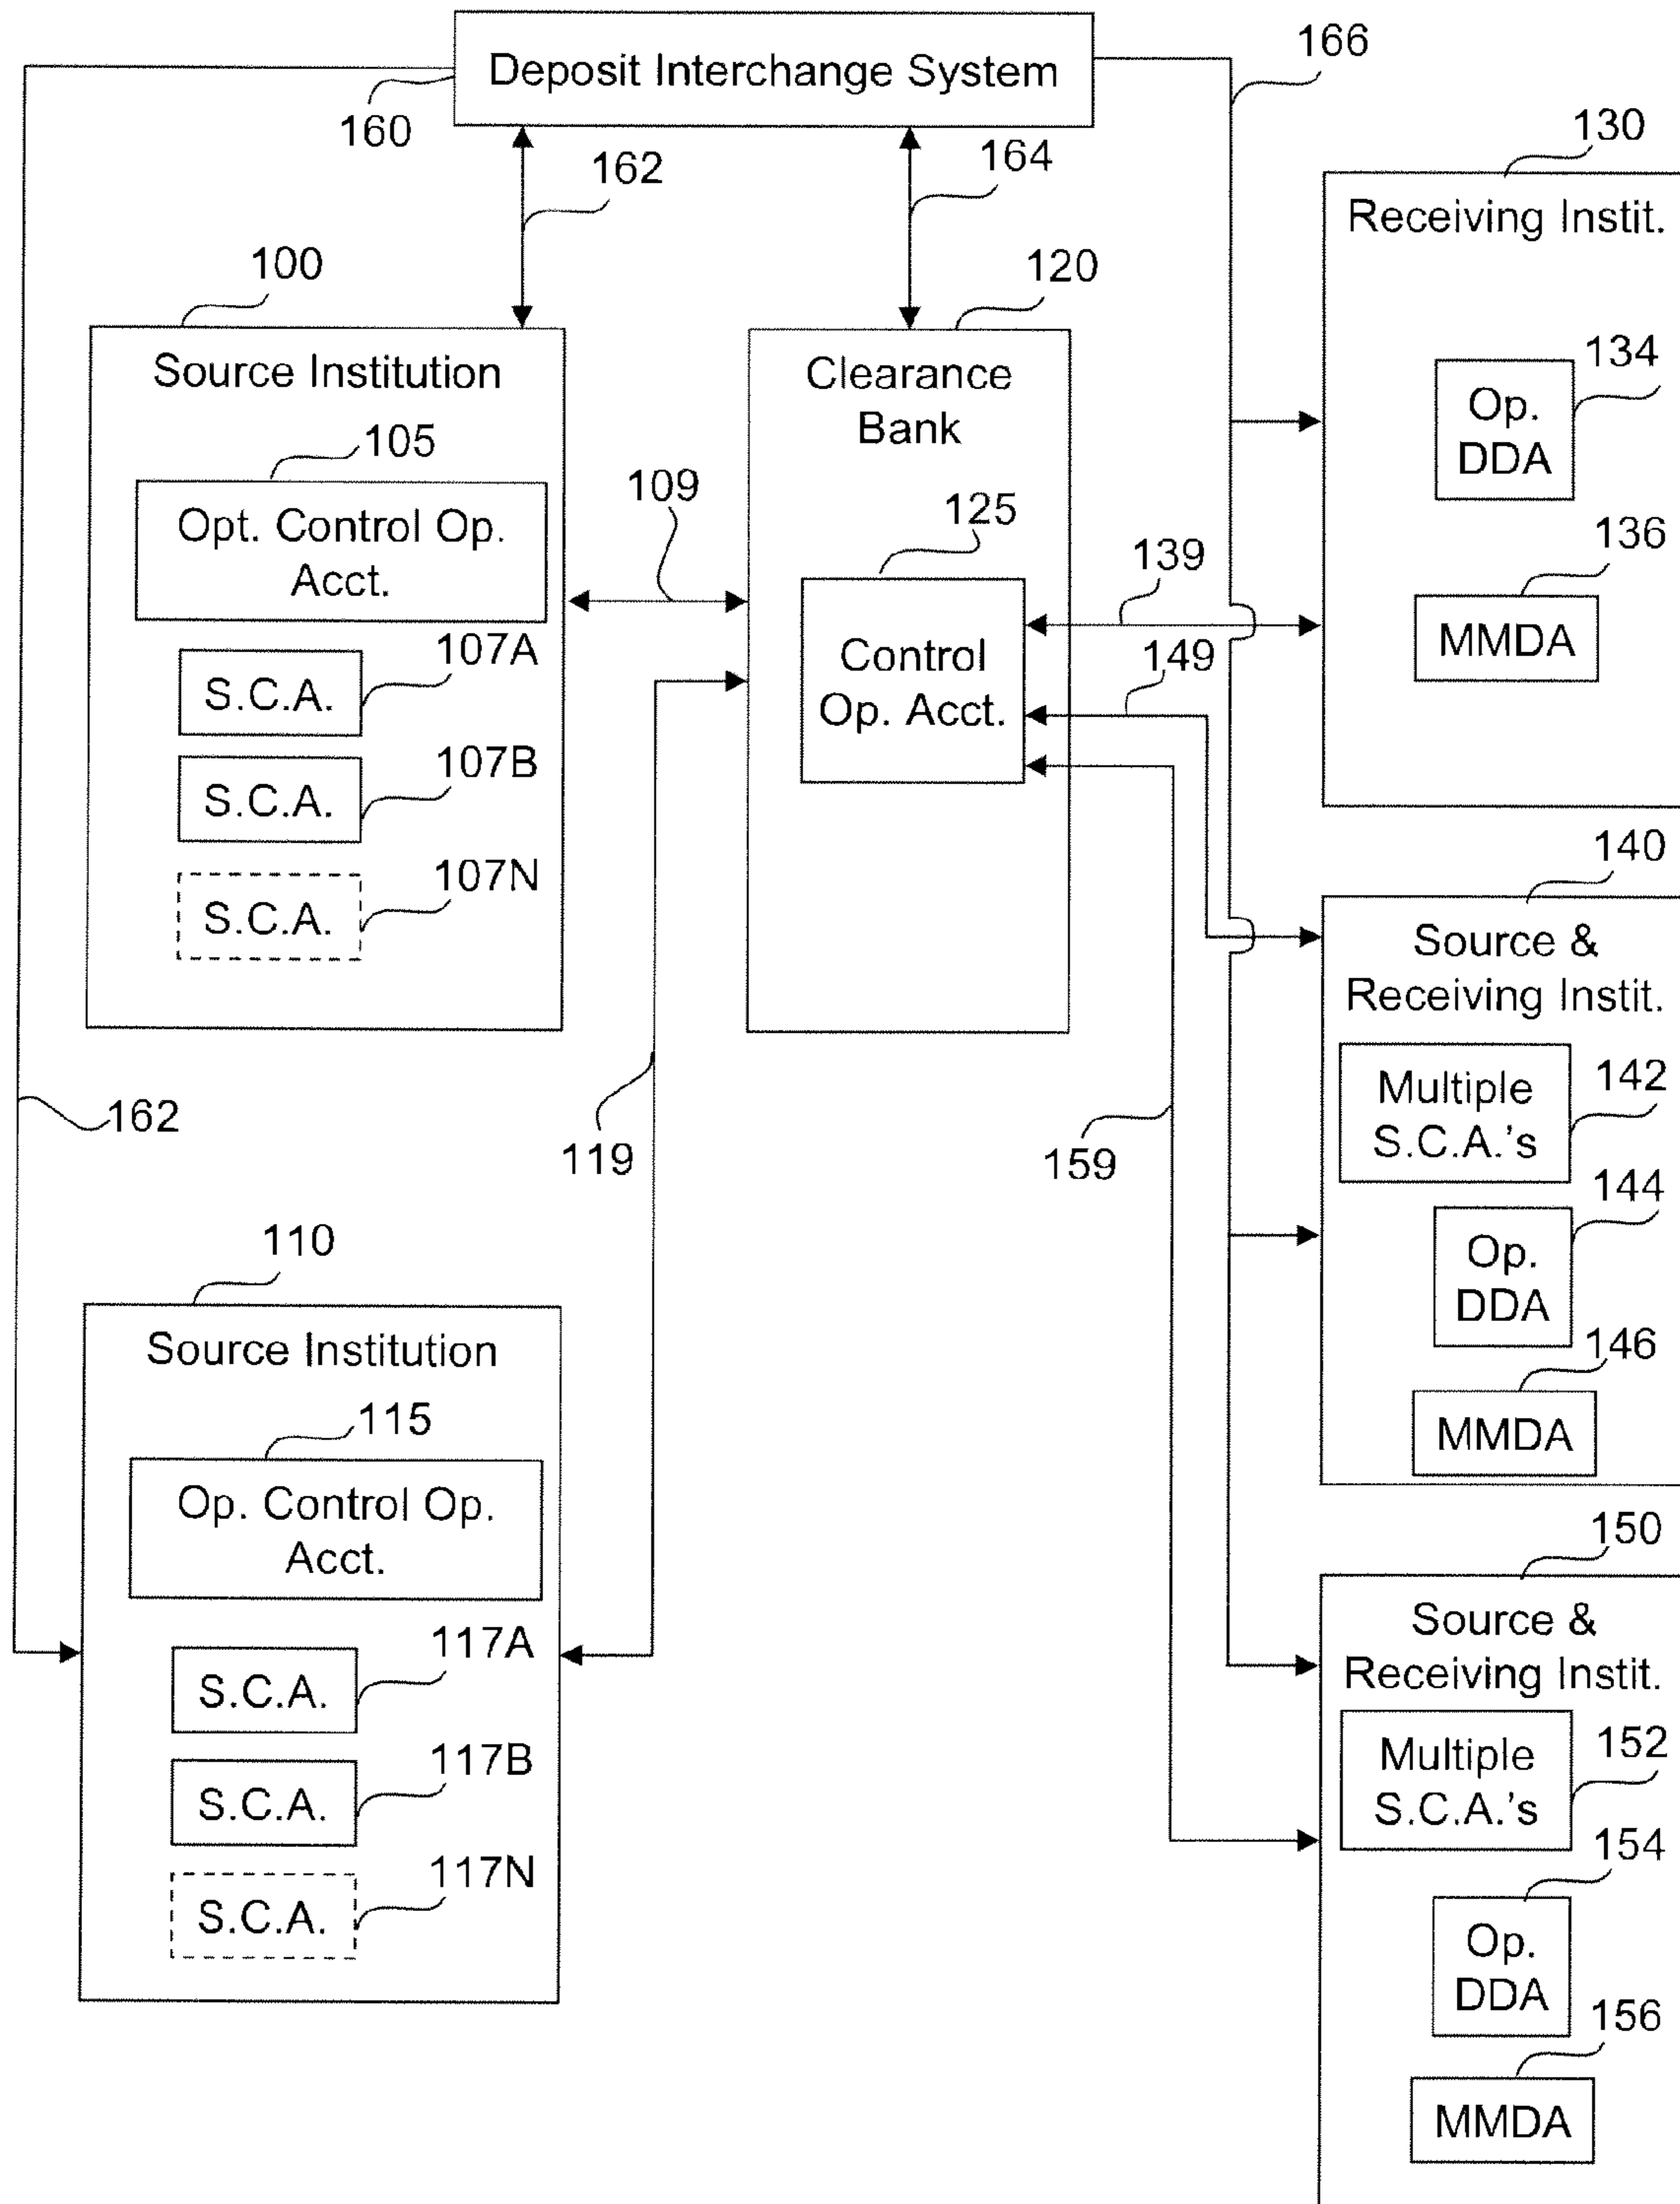 Deposit Interchange System
160
166
162
164
130
Receiving Instit.
134
Op.
DDA
136
MMDA
100
Source Institution
105
Opt. Control Op.
Acct.
107A
S.C.A.
107B
S.C.A.
107N
S.C.A.
109
120
Clearance
Bank
125
Control
Op. Acct.
139
149
140
Source &
Receiving Instit.
142
Multiple
S.C.A.'s
144
Op.
DDA
146
MMDA
162
119
159
110
Source Institution
115
Op. Control Op.
Acct.
117A
S.C.A.
117B
S.C.A.
117N
S.C.A.
150
Source &
Receiving Instit.
152
Multiple
S.C.A.'s
154
Op.
DDA
156
MMDA